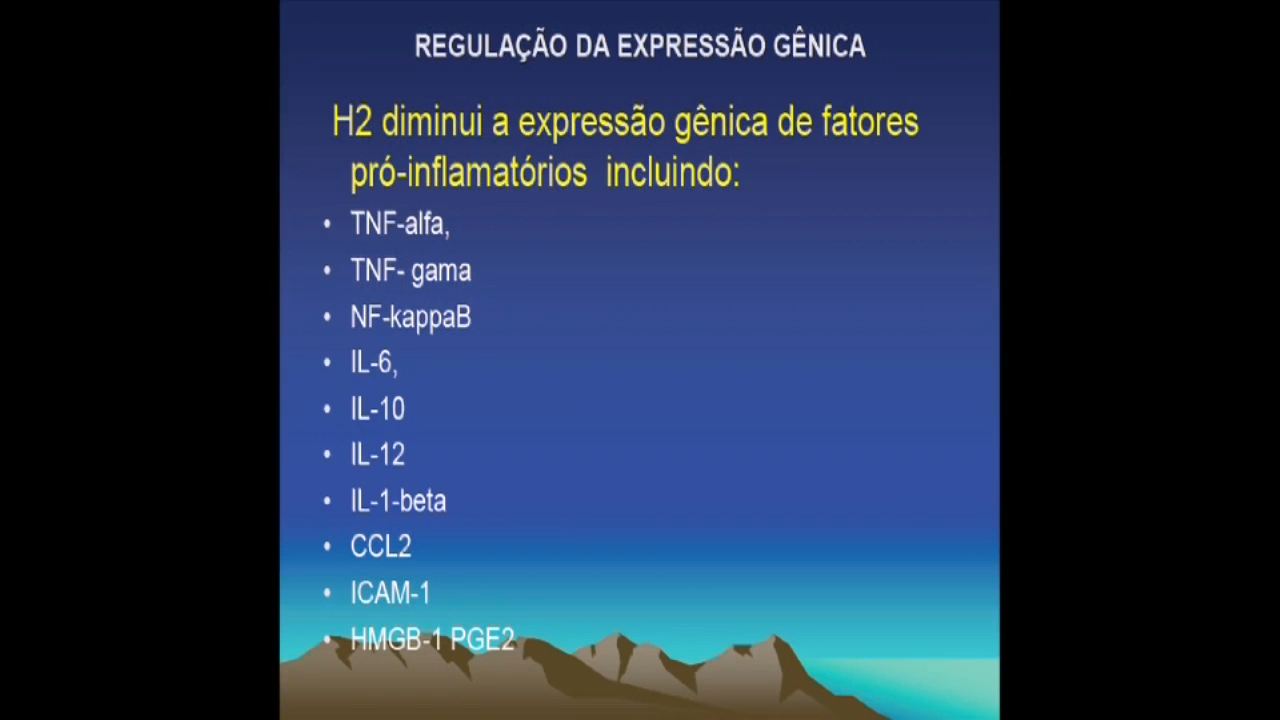 REGULAÇÃO DA EXPRESSÃO GÊNICA
H2 diminui a expressão gênica de fatores
pró-inflamatórios incluindo:
• TNF-alfa,
• TNF- gama
• NF-kappaB
• IL-6,
• IL-10
• IL-12
• IL-1-beta
• CCL2
• ICAM-1
• HMGB-1 PGE2